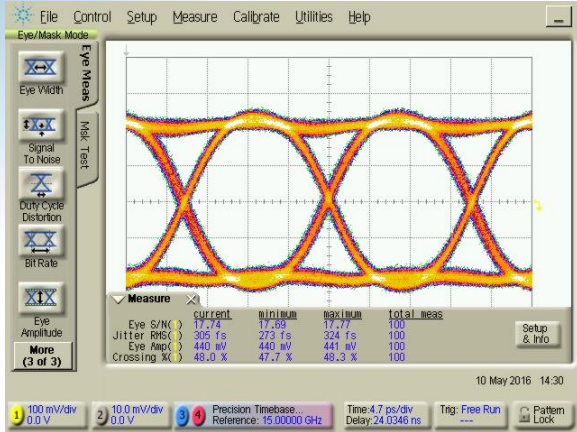 File Control Setup Measure Calibrate Utilities Help
Eye/Mask Mode
Eye Meas
Msk Test
Eye Width
Signal
To Noise
Duty Cycle
Distortion
Bit Rate
Eye
Amplitude
More
(3 of 3)
Measure
current minimum maximum total meas
Eye S/N( ) 17.74 17.69 17.77 100
Jitter RMS( ) 305 fs 273 fs 324 fs 100
Eye Amp( ) 440 mV 440 mV 441 mV 100
Crossing %( ) 48.0 % 47.7 % 48.3 % 100
Setup
& Info
10 May 2016 14:30
1 100 mV/div
0.0 V
2 10.0 mV/div
0.0 V
3 4 Precision Timebase...
Reference: 15.00000 GHz
Time:4.7 ps/div
Delay:24.0346 ns
Trig: Free Run
---
Pattern
Lock